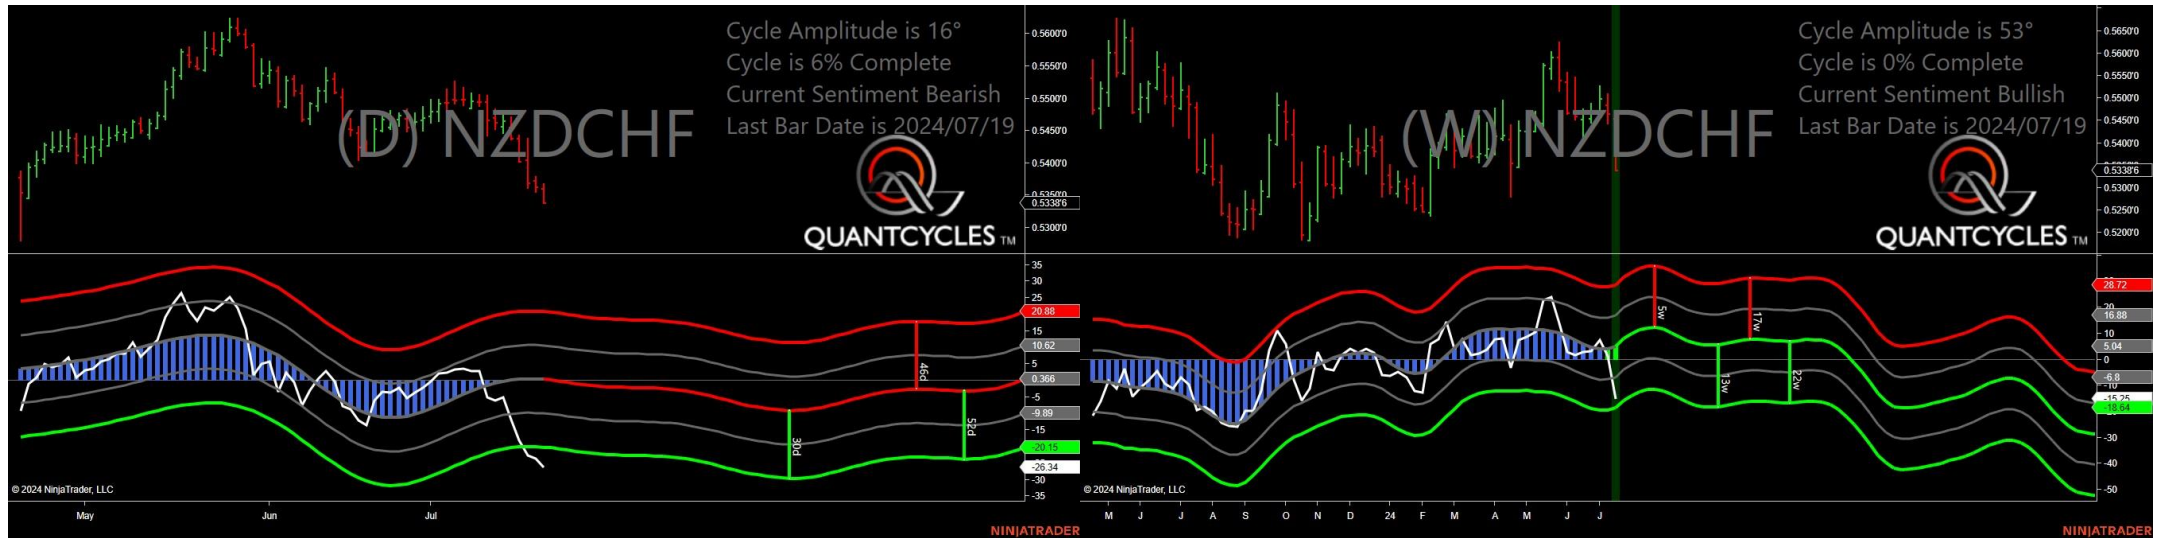 Cycle Amplitude is 16°
Cycle is 6% Complete
Current Sentiment Bearish
Last Bar Date is 2024/07/19
(D) NZDCHF
QUANTCYCLES TM
0.5600'0
0.5550'0
0.5500'0
0.5450'0
0.5400'0
0.5350'0
0.5338'6
0.5300'0
35
30
25
20.88
15
10.62
5
0.366
-5
-9.89
-15
-20.15
-26.34
-30
-35
46d
30d
52d
© 2024 NinjaTrader, LLC
May
Jun
Jul
NINJATRADER
Cycle Amplitude is 53°
Cycle is 0% Complete
Current Sentiment Bullish
Last Bar Date is 2024/07/19
(W) NZDCHF
QUANTCYCLES TM
0.5650'0
0.5600'0
0.5550'0
0.5500'0
0.5450'0
0.5400'0
0.5338'6
0.5300'0
0.5250'0
0.5200'0
28.72
20
16.88
10
5.04
0
-6.8
-10
-15.25
-18.64
-30
-40
-50
5w
17w
13w
22w
© 2024 NinjaTrader, LLC
M J J A S O N D 24 F M A M J J
NINJATRADER